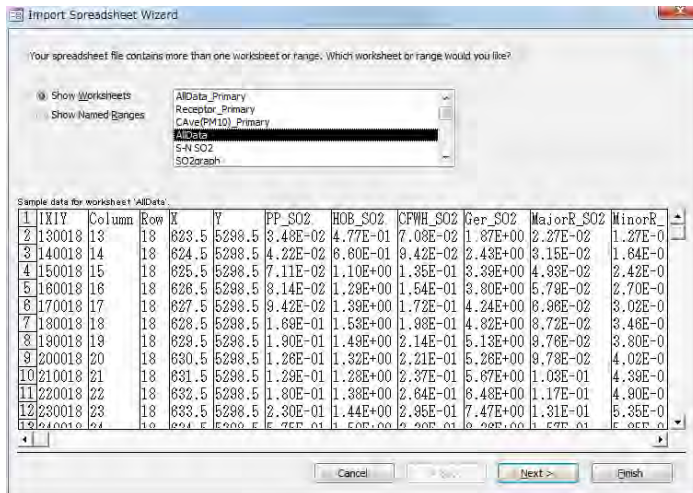 Import Spreadsheet Wizard
Your spreadsheet file contains more than one worksheet or range. Which worksheet or range would you like?
Show Worksheets
Show Named Ranges
AllData_Primary
Receptor_Primary
CAve(PM10)_Primary
AllData
S-N SO2
SO2graph
Sample data for worksheet 'AllData'.
1 IXIY Column Row X Y PP_SO2 HOB_SO2 CFWH_SO2 Ger_SO2 MajorR_SO2 MinorR_
2 130018 13 18 623.5 5298.5 3.48E-02 4.77E-01 7.08E-02 1.87E+00 2.27E-02 1.27E-0
3 140018 14 18 624.5 5298.5 4.22E-02 6.60E-01 9.42E-02 2.43E+00 3.15E-02 1.64E-0
4 150018 15 18 625.5 5298.5 7.11E-02 1.10E+00 1.35E-01 3.39E+00 4.93E-02 2.42E-0
5 160018 16 18 626.5 5298.5 8.14E-02 1.29E+00 1.54E-01 3.80E+00 5.79E-02 2.70E-0
6 170018 17 18 627.5 5298.5 9.42E-02 1.39E+00 1.72E-01 4.24E+00 6.96E-02 3.02E-0
7 180018 18 18 628.5 5298.5 1.69E-01 1.53E+00 1.98E-01 4.82E+00 8.72E-02 3.46E-0
8 190018 19 18 629.5 5298.5 1.90E-01 1.49E+00 2.14E-01 5.13E+00 9.76E-02 3.80E-0
9 200018 20 18 630.5 5298.5 1.26E-01 1.32E+00 2.21E-01 5.26E+00 9.78E-02 4.02E-0
10 210018 21 18 631.5 5298.5 1.29E-01 1.28E+00 2.37E-01 5.67E+00 1.03E-01 4.39E-0
11 220018 22 18 632.5 5298.5 1.80E-01 1.38E+00 2.64E-01 6.48E+00 1.17E-01 4.90E-0
12 230018 23 18 633.5 5298.5 2.30E-01 1.44E+00 2.95E-01 7.47E+00 1.31E-01 5.35E-0
Cancel Next > Finish